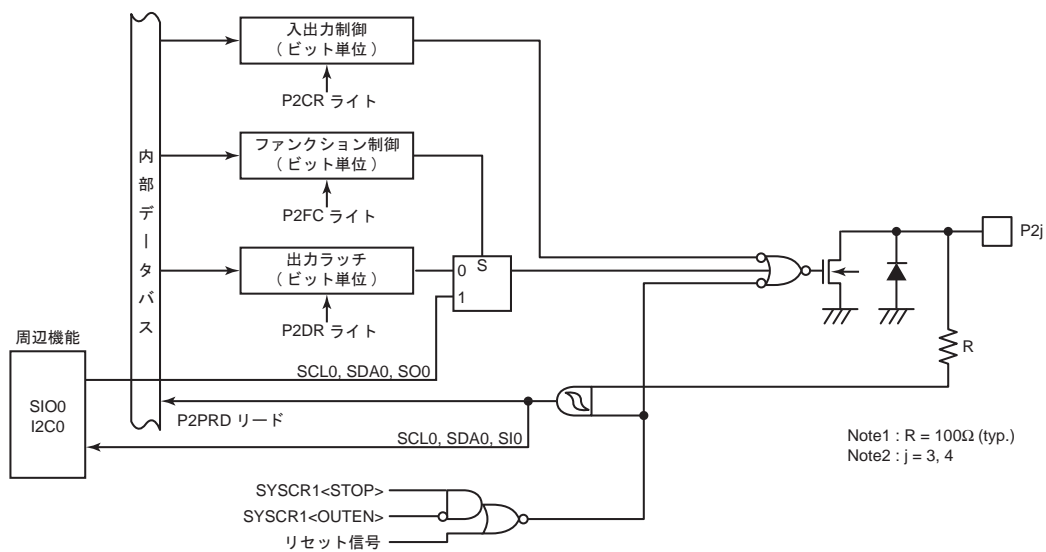 入出力制御
( ビット単位 )
P2CR ライト
ファンクション制御
( ビット単位 )
P2FC ライト
内部データバス
出力ラッチ
( ビット単位 )
P2DR ライト
0
S
1
P2j
R
周辺機能
SIO0
I2C0
SCL0, SDA0, SO0
P2PRD リード
SCL0, SDA0, SI0
Note1 : R = 100Ω (typ.)
Note2 : j = 3, 4
SYSCR1<STOP>
SYSCR1<OUTEN>
リセット信号